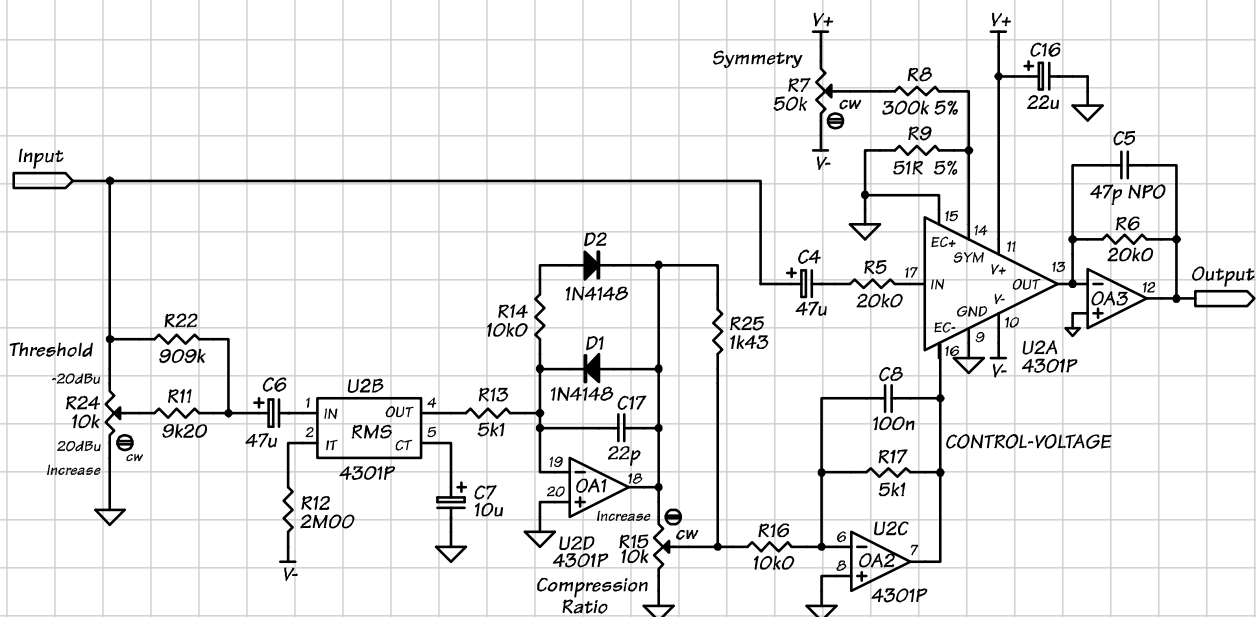 V+
V+
Symmetry
R7
50k
cw
V-
R8
300k 5%
R9
51R 5%
C16
+
22u
C5
47p NPO
R6
20k0
Input
15
14
11
EC+
SYM
V+
17
IN
OUT
13
V-
GND
EC-
10
9
16
V-
U2A
4301P
C4
+
47u
R5
20k0
-
OA3
+
12
Output
D2
1N4148
R14
10k0
D1
1N4148
R25
1k43
C17
22p
R22
909k
Threshold
-20dBu
R24
10k
20dBu
cw
Increase
R11
9k20
C6
+
47u
U2B
1
IN
OUT
4
2
IT
RMS
CT
5
4301P
R13
5k1
R12
2M00
V-
C7
+
10u
19
-
OA1
18
20
+
U2D
4301P
Increase
cw
R15
10k
Compression
Ratio
R16
10k0
C8
100n
R17
5k1
CONTROL-VOLTAGE
U2C
6
-
OA2
7
8
+
4301P